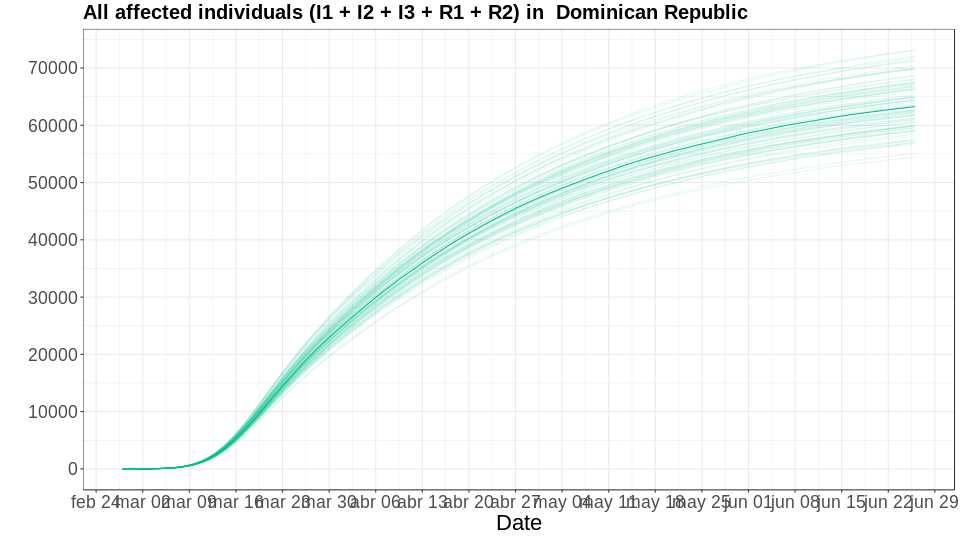 All affected individuals (I1 + I2 + I3 + R1 + R2) in  Dominican Republic
70000
60000
50000
40000
30000
20000
10000
0
feb 24 mar 02 mar 09 mar 16 mar 23 mar 30 abr 06 abr 13 abr 20 abr 27 may 04 may 11 may 18 may 25 jun 01 jun 08 jun 15 jun 22 jun 29
Date